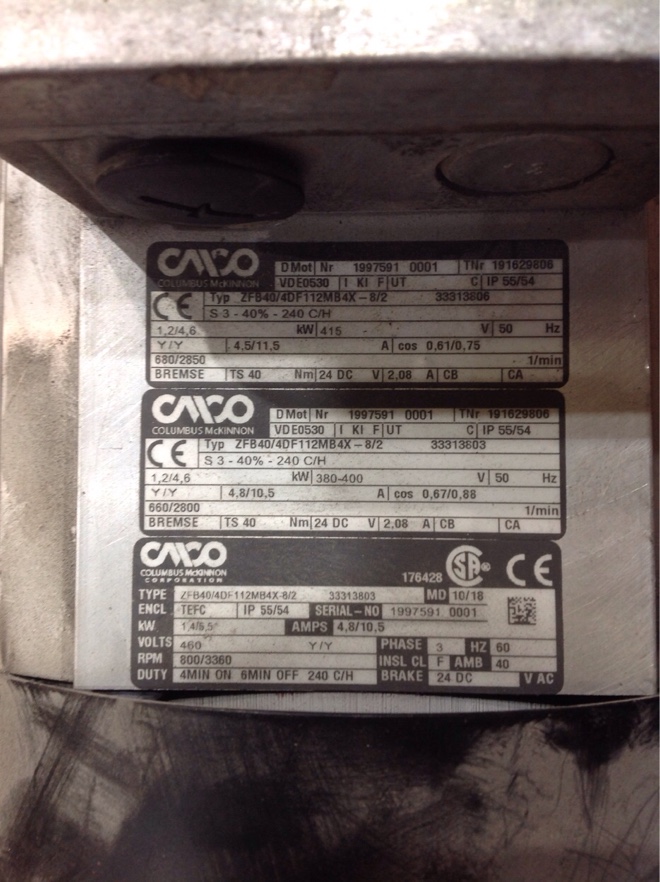 CMCO
COLUMBUS McKINNON
D Mot Nr 1997591 0001 TNr 191629806
VDE0530 I KI F UT C IP 55/54
CE Typ ZFB40/4DF112MB4X-8/2 33313806
S 3 - 40% - 240 C/H
1,2/4,6 kW 415 V 50 Hz
Y/Y 4,5/11,5 A cos 0,61/0,75
680/2850 1/min
BREMSE TS 40 Nm 24 DC V 2,08 A CB CA
CMCO
COLUMBUS McKINNON
D Mot Nr 1997591 0001 TNr 191629806
VDE0530 I KI F UT C IP 55/54
CE Typ ZFB40/4DF112MB4X-8/2 33313803
S 3 - 40% - 240 C/H
1,2/4,6 kW 380-400 V 50 Hz
Y/Y 4,8/10,5 A cos 0,67/0,88
660/2800 1/min
BREMSE TS 40 Nm 24 DC V 2,08 A CB CA
CMCO
COLUMBUS McKINNON
CORPORATION
176428 SA® CE
TYPE ZFB40/4DF112MB4X-8/2 33313803 MD 10/18
ENCL TEFC IP 55/54 SERIAL-NO 1997591 0001
kW 1,4/5,5 AMPS 4,8/10,5
VOLTS 460 Y/Y PHASE 3 HZ 60
RPM 800/3360 INSL CL F AMB 40
DUTY 4MIN ON 6MIN OFF 240 C/H BRAKE 24 DC V AC